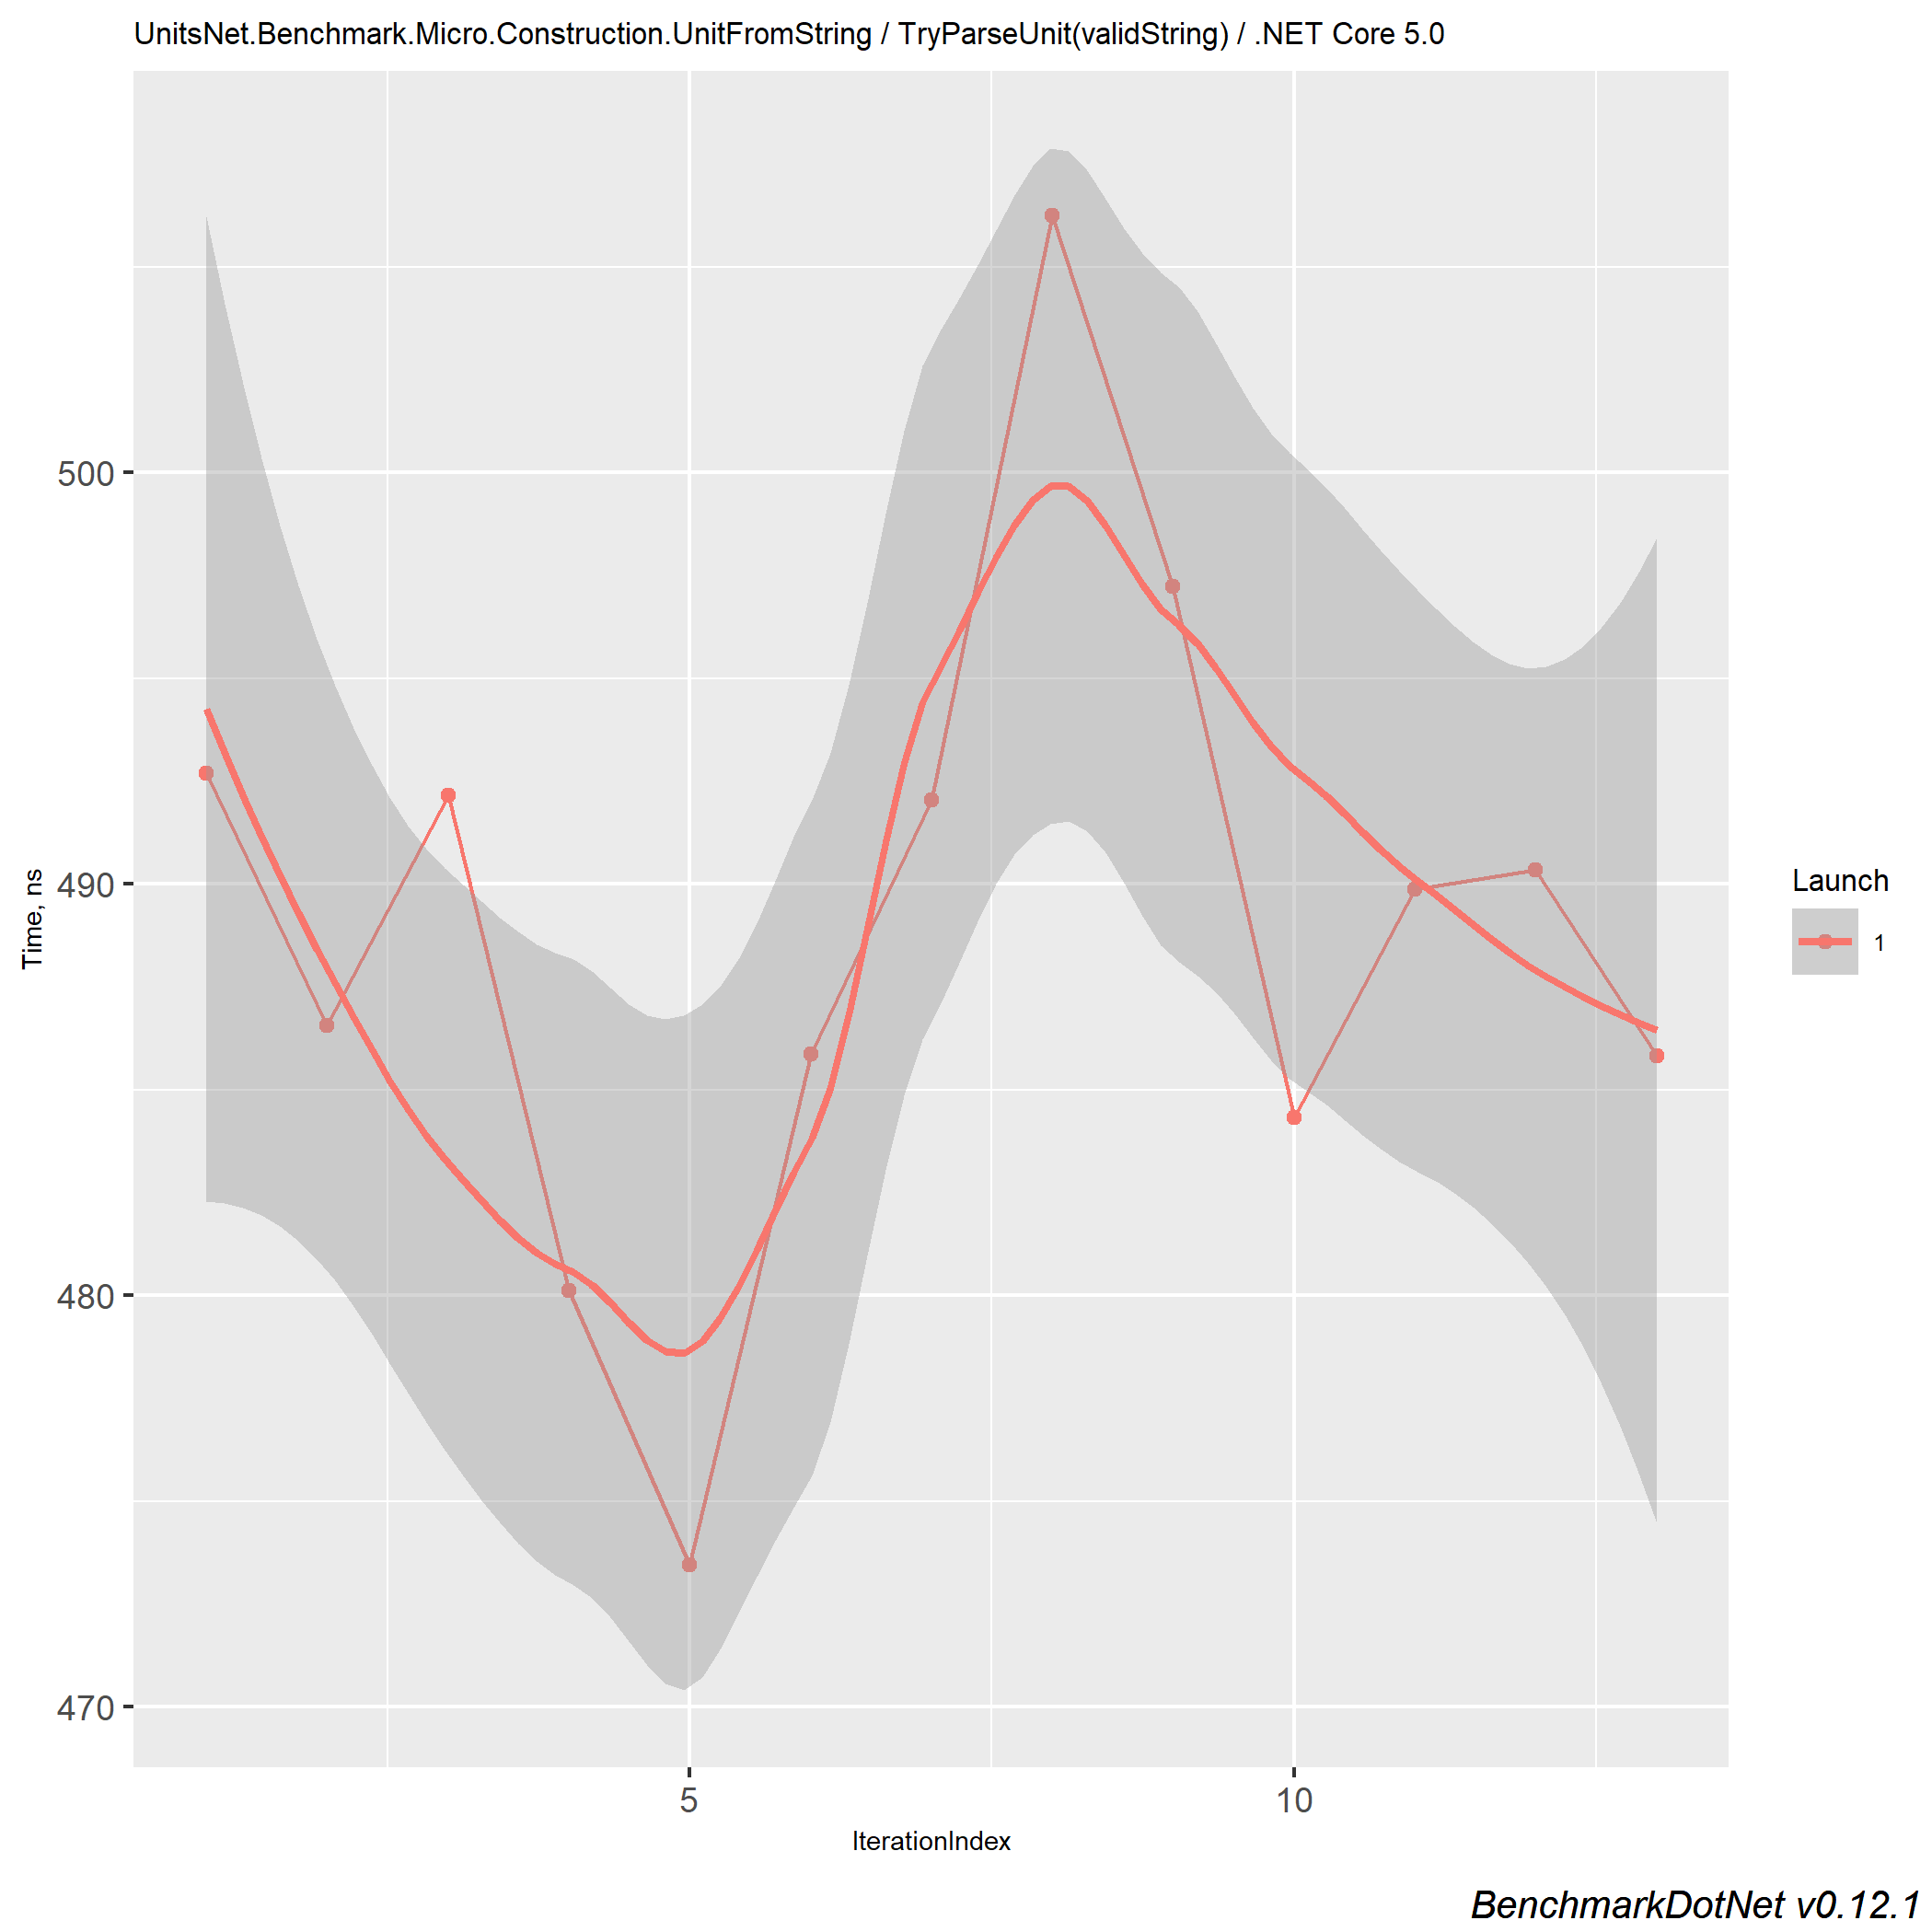 UnitsNet.Benchmark.Micro.Construction.UnitFromString / TryParseUnit(validString) / .NET Core 5.0
500
490
480
470
Time, ns
5
10
IterationIndex
Launch
1
BenchmarkDotNet v0.12.1